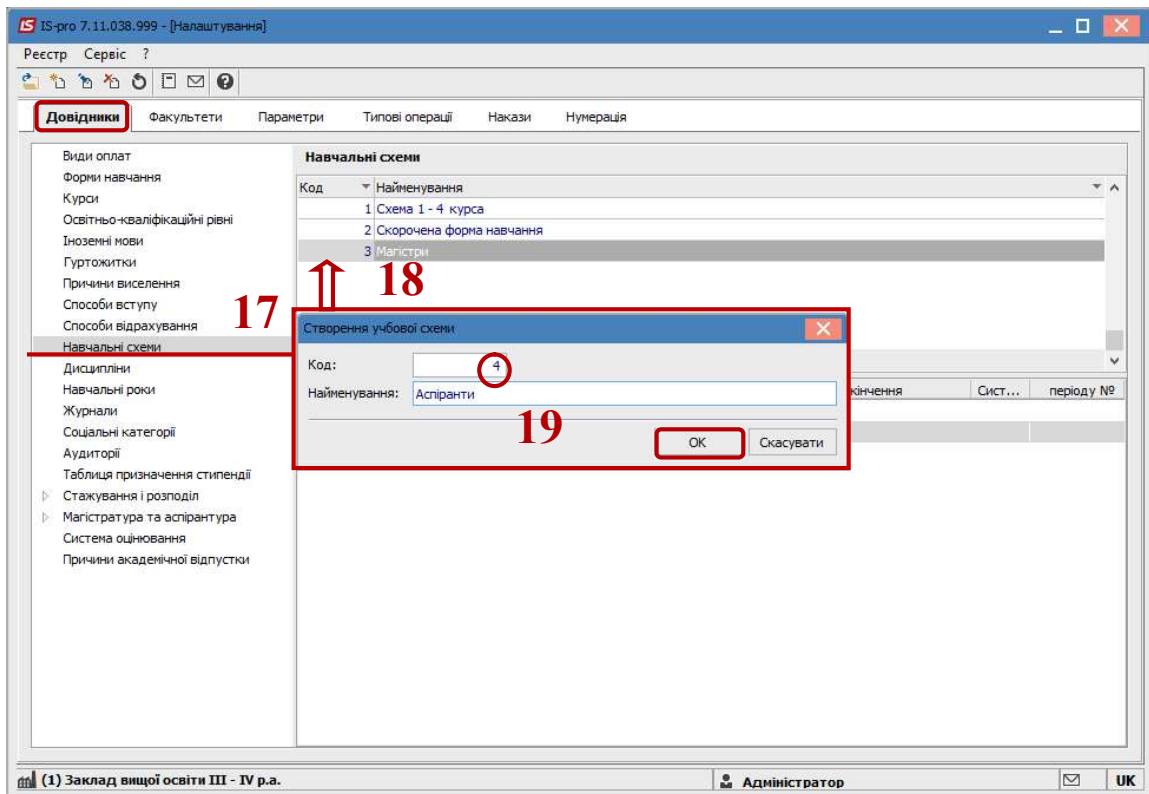 IS-pro 7.11.038.999 - [Налаштування]
Реєстр Сервіс ?
Довідники Факультети Параметри Типові операції Накази Нумерація
Види оплат
Форми навчання
Курси
Освітньо-кваліфікаційні рівні
Іноземні мови
Гуртожитки
Причини виселення
Способи вступу
Способи відрахування
Навчальні схеми
Дисципліни
Навчальні роки
Журнали
Соціальні категорії
Аудиторії
Таблиця призначення стипендії
Стажування і розподіл
Магістратура та аспірантура
Система оцінювання
Причини академічної відпустки
Навчальні схеми
Код Найменування
1 Схема 1 - 4 курса
2 Скорочена форма навчання
3 Магістри
17
18
Створення учбової схеми
Код: 4
Найменування: Аспіранти
19
ОК Скасувати
кінчення Сист... періоду №
(1) Заклад вищої освіти III - IV р.а. Адміністратор UK